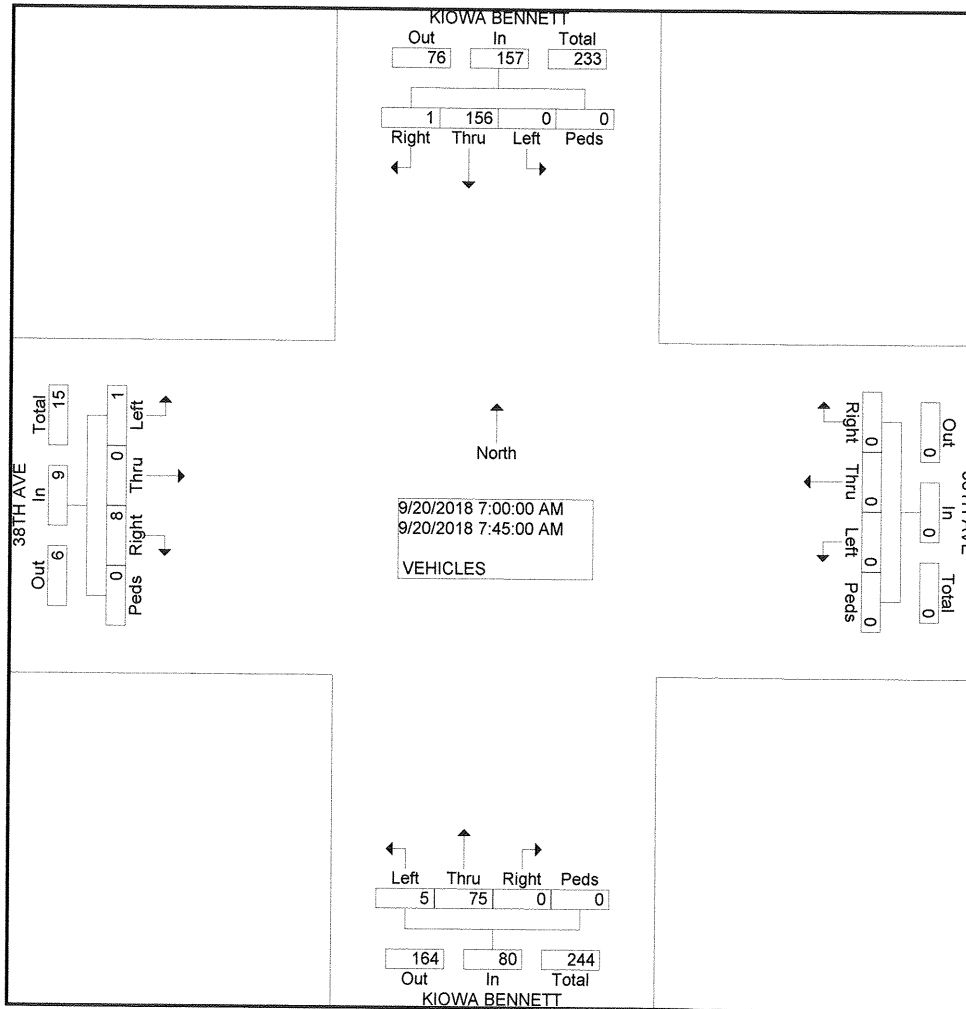 KIOWA BENNETT
Out In Total
76 157 233
1 156 0 0
Right Thru Left Peds
38TH AVE
Total In Out
15 9 6
1 0 8 0
Left Thru Right Peds
North
9/20/2018 7:00:00 AM
9/20/2018 7:45:00 AM
VEHICLES
Right Thru Left Peds
0 0 0 0
Out In Total
0 0 0
AVE
Left Thru Right Peds
5 75 0 0
164 80 244
Out In Total
KIOWA BENNETT